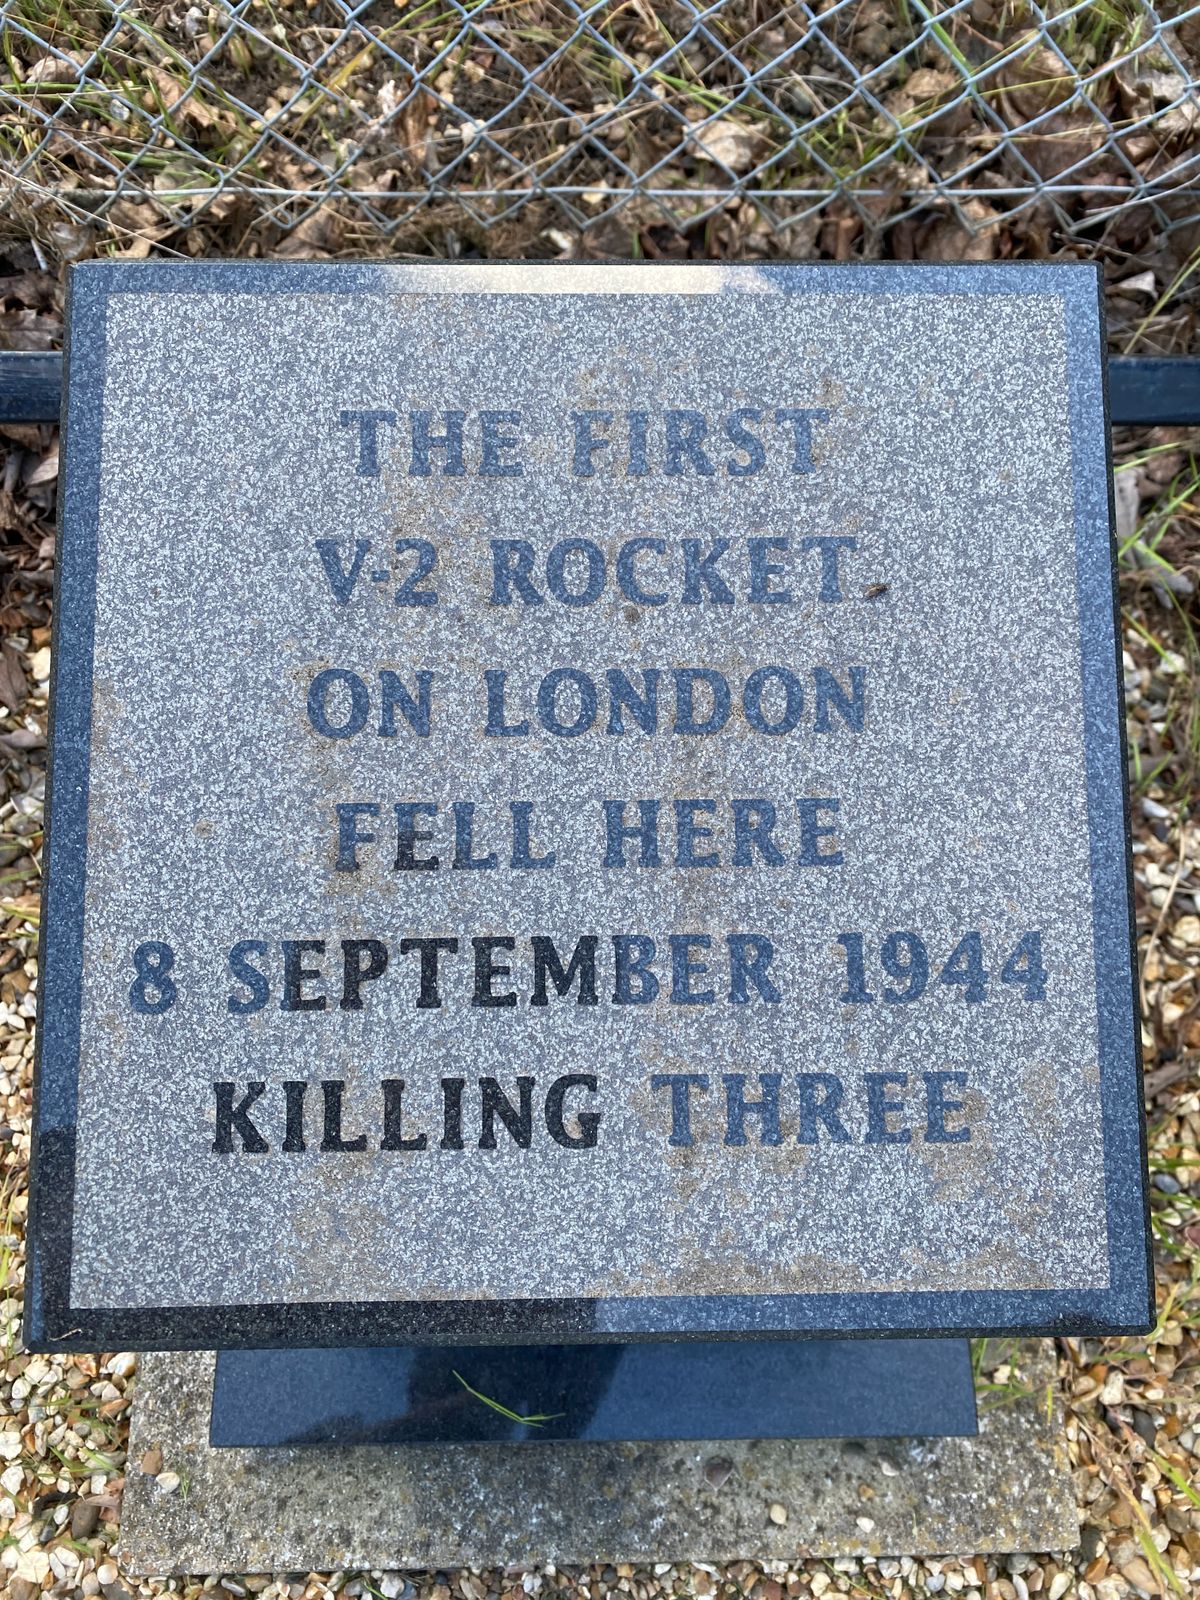 THE FIRST
V-2 ROCKET
ON LONDON
FELL HERE
8 SEPTEMBER 1944
KILLING THREE